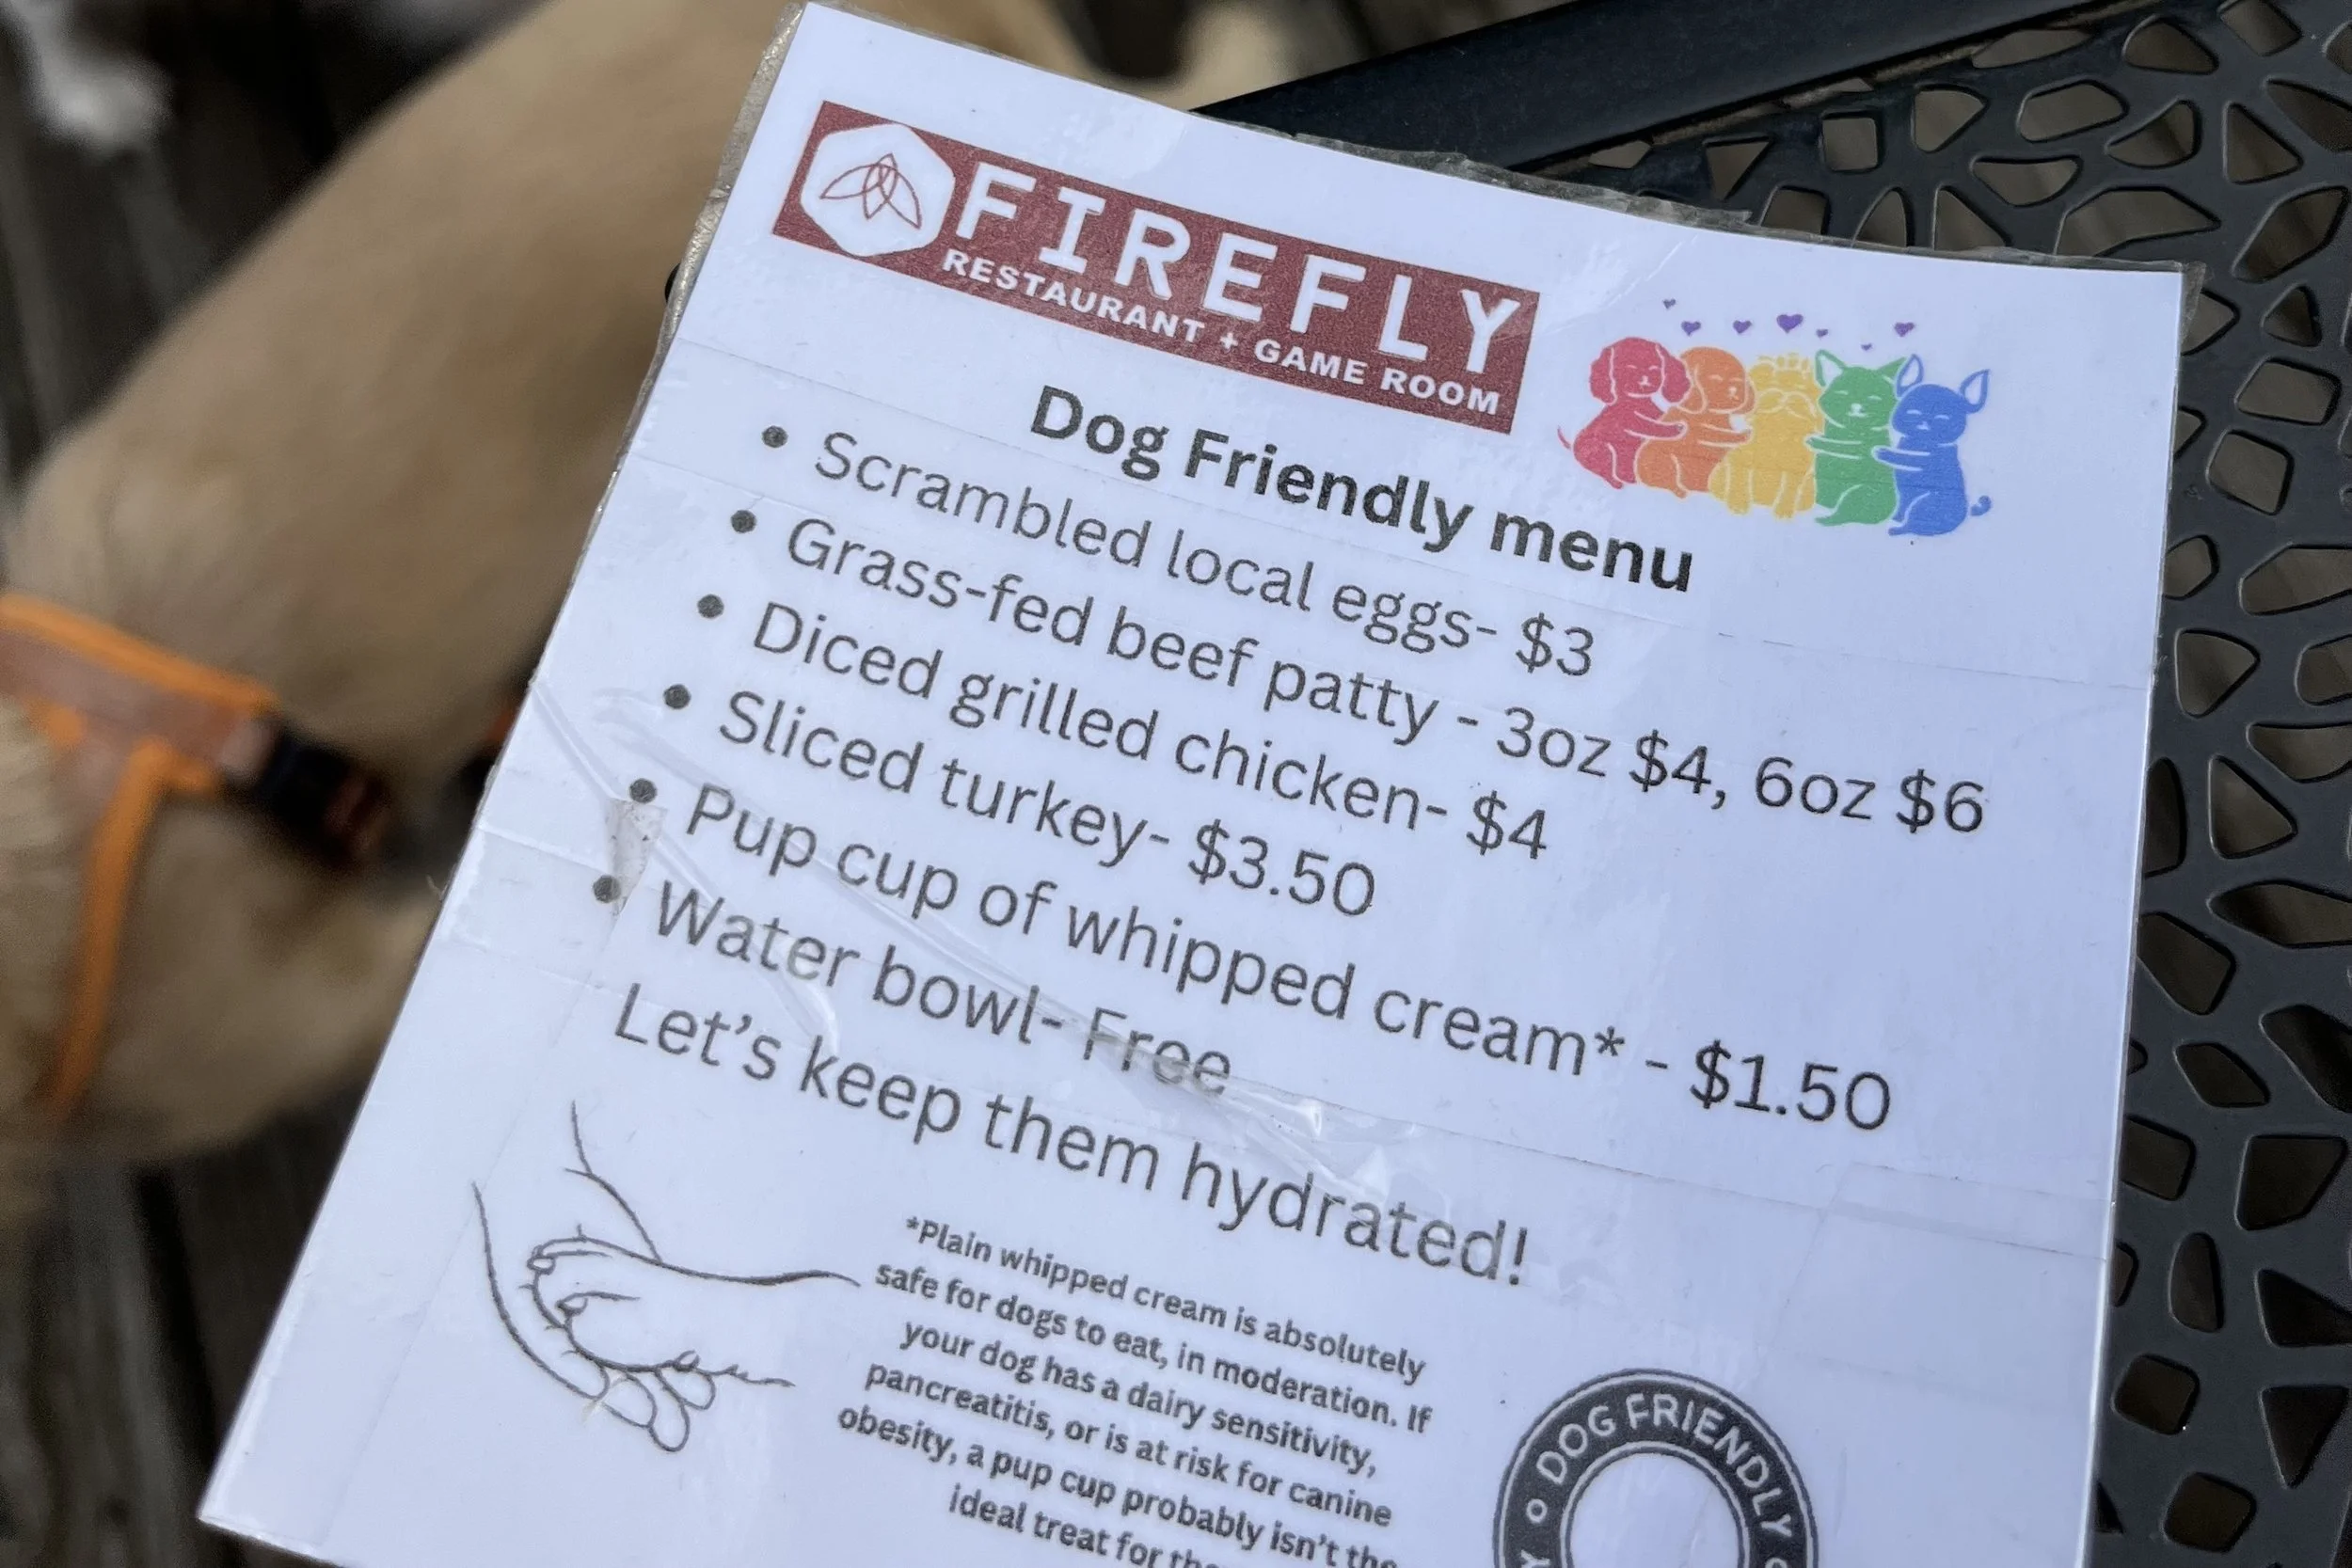 FIREFLY
RESTAURANT + GAME ROOM
Dog Friendly menu
• Scrambled local eggs- $3
• Grass-fed beef patty - 3oz $4, 6oz $6
• Diced grilled chicken- $4
• Sliced turkey- $3.50
• Pup cup of whipped cream* - $1.50
• Water bowl- Free
Let's keep them hydrated!
*Plain whipped cream is absolutely
safe for dogs to eat, in moderation. If
your dog has a dairy sensitivity,
pancreatitis, or is at risk for canine
obesity, a pup cup probably isn't the
ideal treat for
DOG FRIENDLY